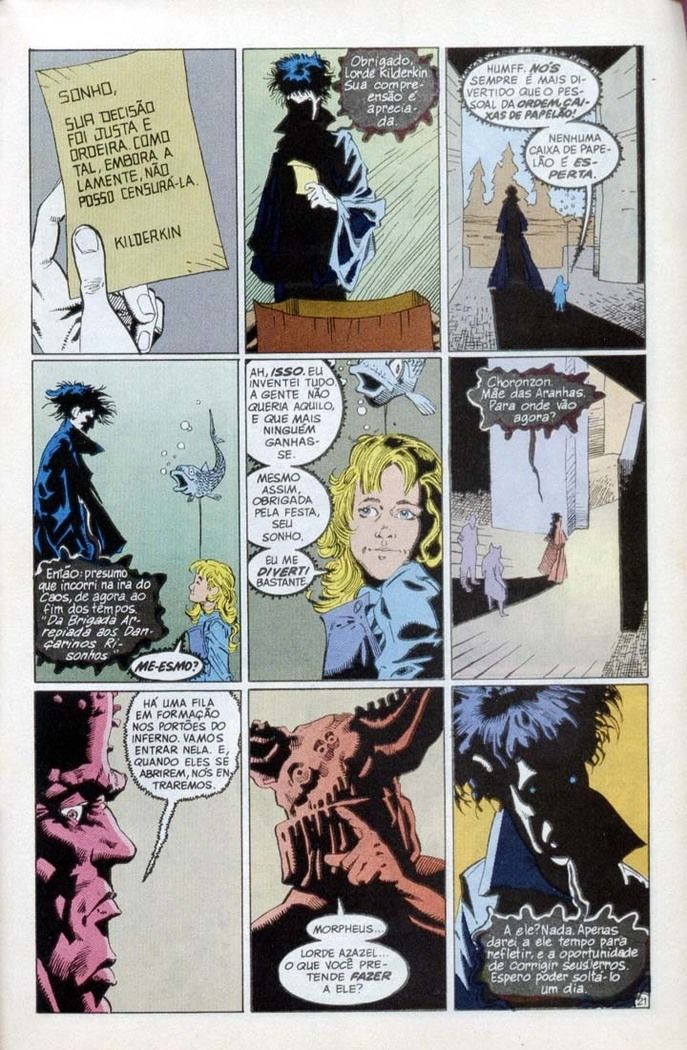 SONHO,
SUA DECISÃO
FOI JUSTA E
ORDEIRA. COMO
TAL, EMBORA A
LAMENTE, NÃO
POSSO CENSURÁ-LA.
KILDERKIN
Obrigado,
Lorde Kilderkin
Sua compre-
ensão é
aprecia-
da.
HUMFF. NÓS
SEMPRE É MAIS DI-
VERTIDO QUE O PES-
SOAL DA ORDEM. CAI-
XAS DE PAPELÃO!
NENHUMA
CAIXA DE PAPE-
LÃO É ES-
PERTA.
Então: presumo
que incorri na ira do
Caos, de agora ao
fim dos tempos.
"Da Brigada Ar-
repiada aos Dan-
çarinos Ri-
sonhos"
ME-ESMO?
AH, ISSO. EU
INVENTEI TUDO.
A GENTE NÃO
QUERIA AQUILO,
E QUE MAIS
NINGUÉM
GANHAS-
SE.
MESMO
ASSIM,
OBRIGADA
PELA FESTA,
SEU
SONHO.
EU ME
DIVERTI
BASTANTE.
Choronzon.
Mãe das Aranhas.
Para onde vão
agora?
HÁ UMA FILA
EM FORMAÇÃO
NOS PORTÕES DO
INFERNO. VAMOS
ENTRAR NELA. E,
QUANDO ELES SE
ABRIREM, NÓS EN-
TRAREMOS.
MORPHEUS...
LORDE AZAZEL...
O QUE VOCÊ PRE-
TENDE FAZER
A ELE?
A ele? Nada. Apenas
darei a ele tempo para
refletir, e a oportunidade
de corrigir seus erros.
Espero poder soltá-lo
um dia.
21